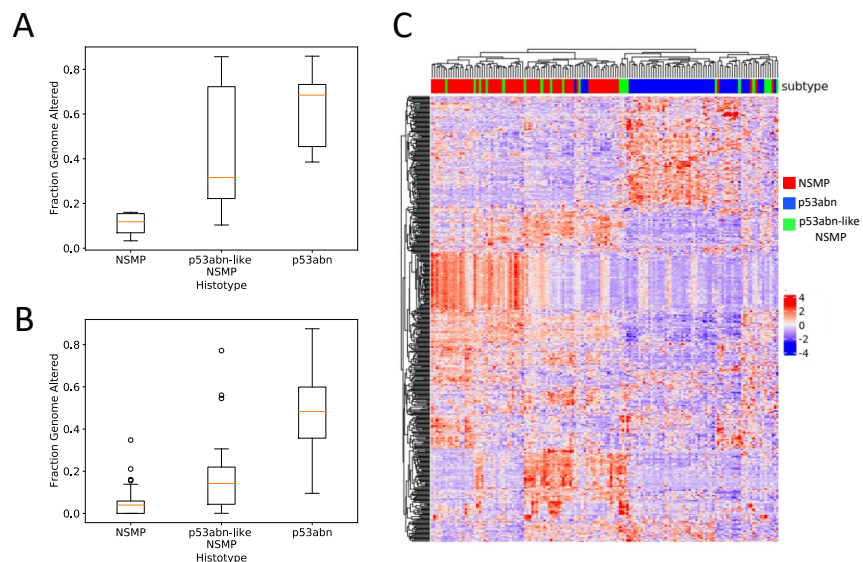 A
Fraction Genome Altered
0.8
0.6
0.4
0.2
0.0
NSMP
p53abn-like
NSMP
p53abn
Histotype
B
Fraction Genome Altered
0.8
0.6
0.4
0.2
0.0
NSMP
p53abn-like
NSMP
p53abn
Histotype
C
subtype
NSMP
p53abn
p53abn-like
NSMP
4
2
0
-2
-4